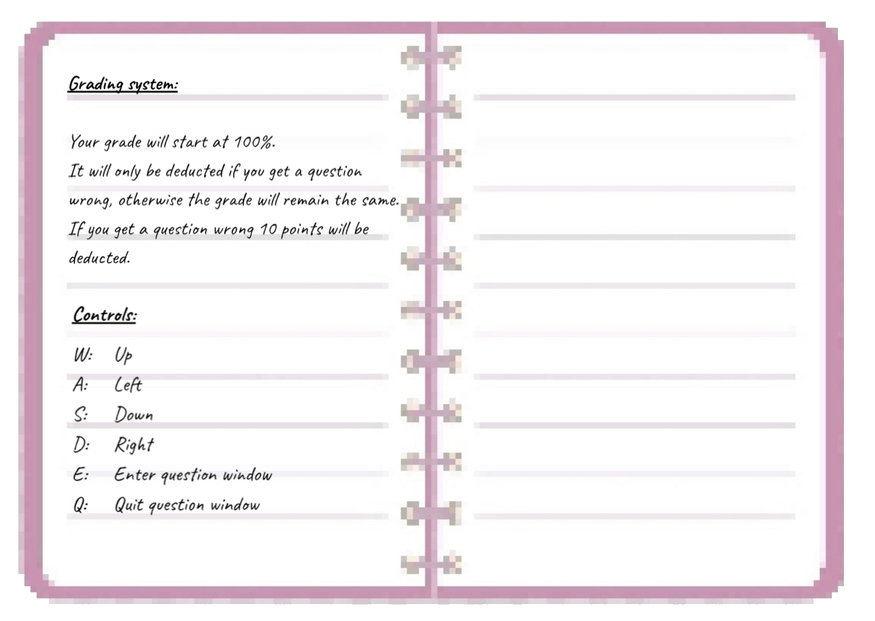 Grading system:
Your grade will start at 100%.
It will only be deducted if you get a question
wrong, otherwise the grade will remain the same.
If you get a question wrong 10 points will be
deducted.
Controls:
W: Up
A: Left
S: Down
D: Right
E: Enter question window
Q: Quit question window